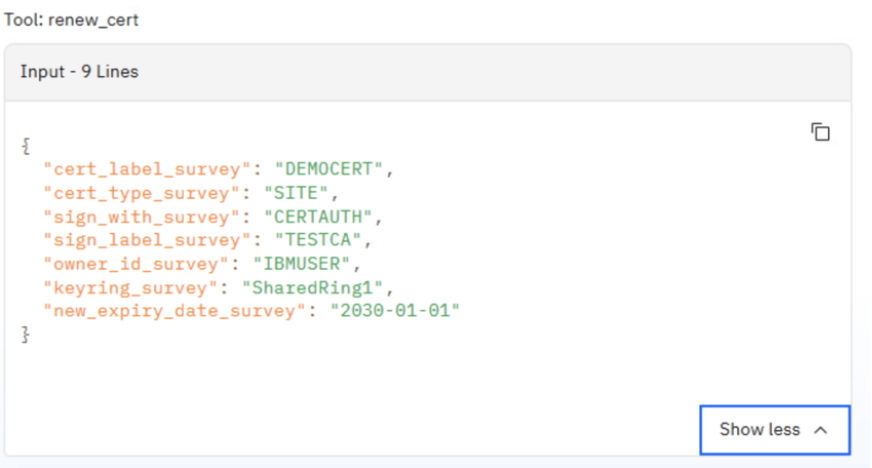 Tool: renew_cert
Input - 9 Lines
{
"cert_label_survey": "DEMOCERT",
"cert_type_survey": "SITE",
"sign_with_survey": "CERTAUTH",
"sign_label_survey": "TESTCA",
"owner_id_survey": "IBMUSER",
"keyring_survey": "SharedRing1",
"new_expiry_date_survey": "2030-01-01"
}
Show less